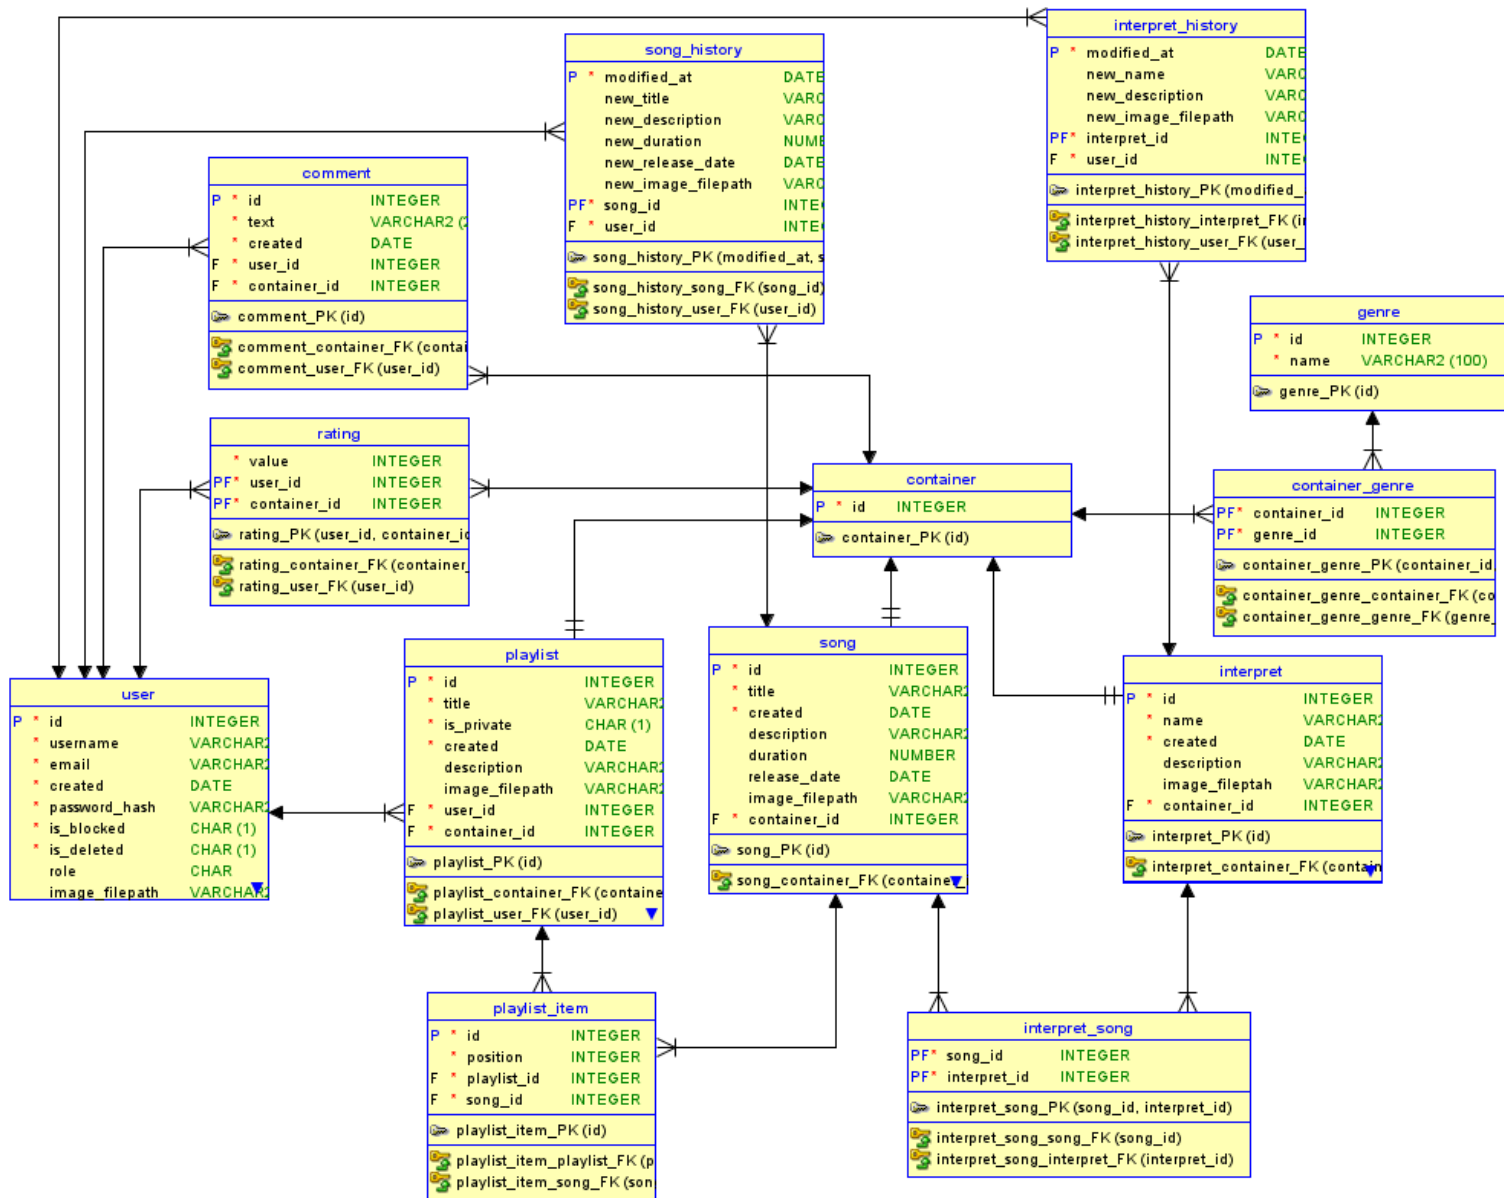 interpret_history
P * modified_at DATE
new_name VARC
new_description VARC
new_image_filepath VARC
PF* interpret_id INTE
F * user_id INTE
interpret_history_PK (modified_
interpret_history_interpret_FK (i
interpret_history_user_FK (user_
song_history
P * modified_at DATE
new_title VARC
new_description VARC
new_duration NUME
new_release_date DATE
new_image_filepath VARC
PF* song_id INTE
F * user_id INTE
song_history_PK (modified_at, s
song_history_song_FK (song_id)
song_history_user_FK (user_id)
comment
P * id INTEGER
* text VARCHAR2 (2
* created DATE
F * user_id INTEGER
F * container_id INTEGER
comment_PK (id)
comment_container_FK (contai
comment_user_FK (user_id)
genre
P * id INTEGER
* name VARCHAR2 (100)
genre_PK (id)
rating
* value INTEGER
PF* user_id INTEGER
PF* container_id INTEGER
rating_PK (user_id, container_id
rating_container_FK (container_
rating_user_FK (user_id)
container
P * id INTEGER
container_PK (id)
container_genre
PF* container_id INTEGER
PF* genre_id INTEGER
container_genre_PK (container_id
container_genre_container_FK (co
container_genre_genre_FK (genre_
user
P * id INTEGER
* username VARCHAR2
* email VARCHAR2
* created DATE
* password_hash VARCHAR2
* is_blocked CHAR (1)
* is_deleted CHAR (1)
role CHAR
image_filepath VARCHAR2
playlist
P * id INTEGER
* title VARCHAR2
* is_private CHAR (1)
* created DATE
description VARCHAR2
image_filepath VARCHAR2
F * user_id INTEGER
F * container_id INTEGER
playlist_PK (id)
playlist_container_FK (containe
playlist_user_FK (user_id)
song
P * id INTEGER
* title VARCHAR2
* created DATE
description VARCHAR2
duration NUMBER
release_date DATE
image_filepath VARCHAR2
F * container_id INTEGER
song_PK (id)
song_container_FK (container_i
interpret
P * id INTEGER
* name VARCHAR2
* created DATE
description VARCHAR2
image_fileptah VARCHAR2
F * container_id INTEGER
interpret_PK (id)
interpret_container_FK (contain
playlist_item
P * id INTEGER
* position INTEGER
F * playlist_id INTEGER
F * song_id INTEGER
playlist_item_PK (id)
playlist_item_playlist_FK (p
playlist_item_song_FK (son
interpret_song
PF* song_id INTEGER
PF* interpret_id INTEGER
interpret_song_PK (song_id, interpret_id)
interpret_song_song_FK (song_id)
interpret_song_interpret_FK (interpret_id)